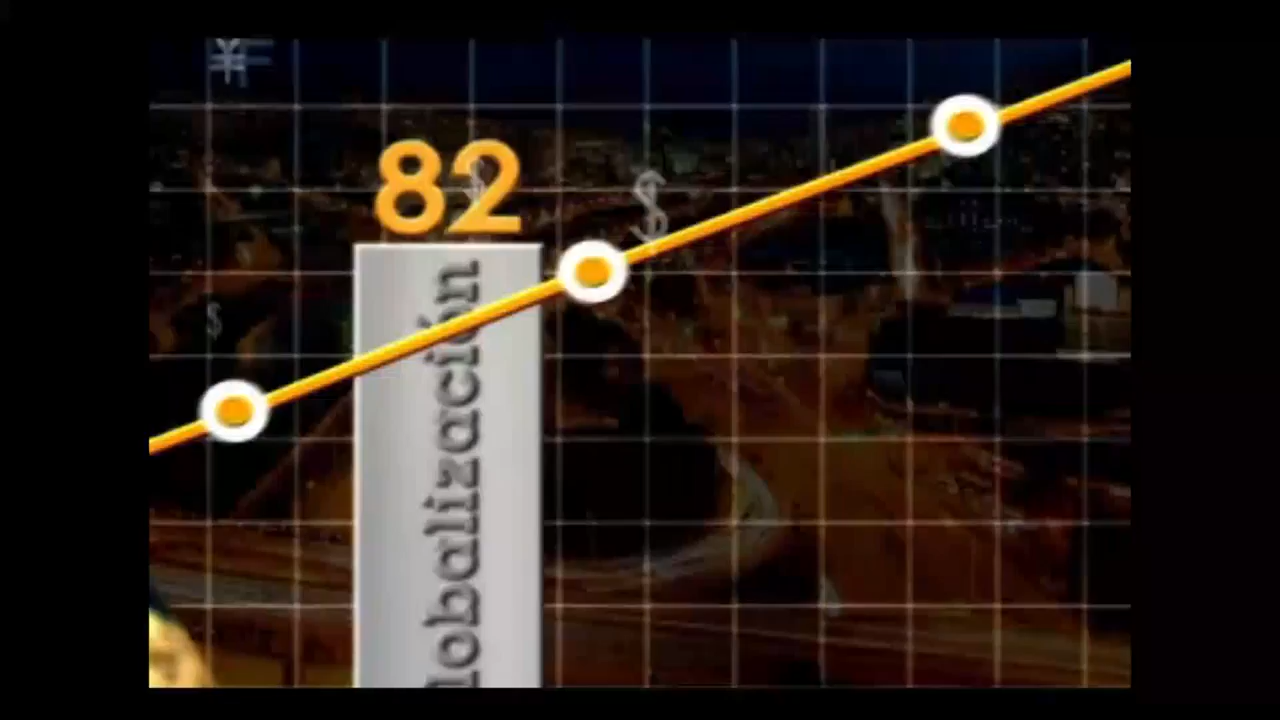 ¥
82
$
$
lobalización